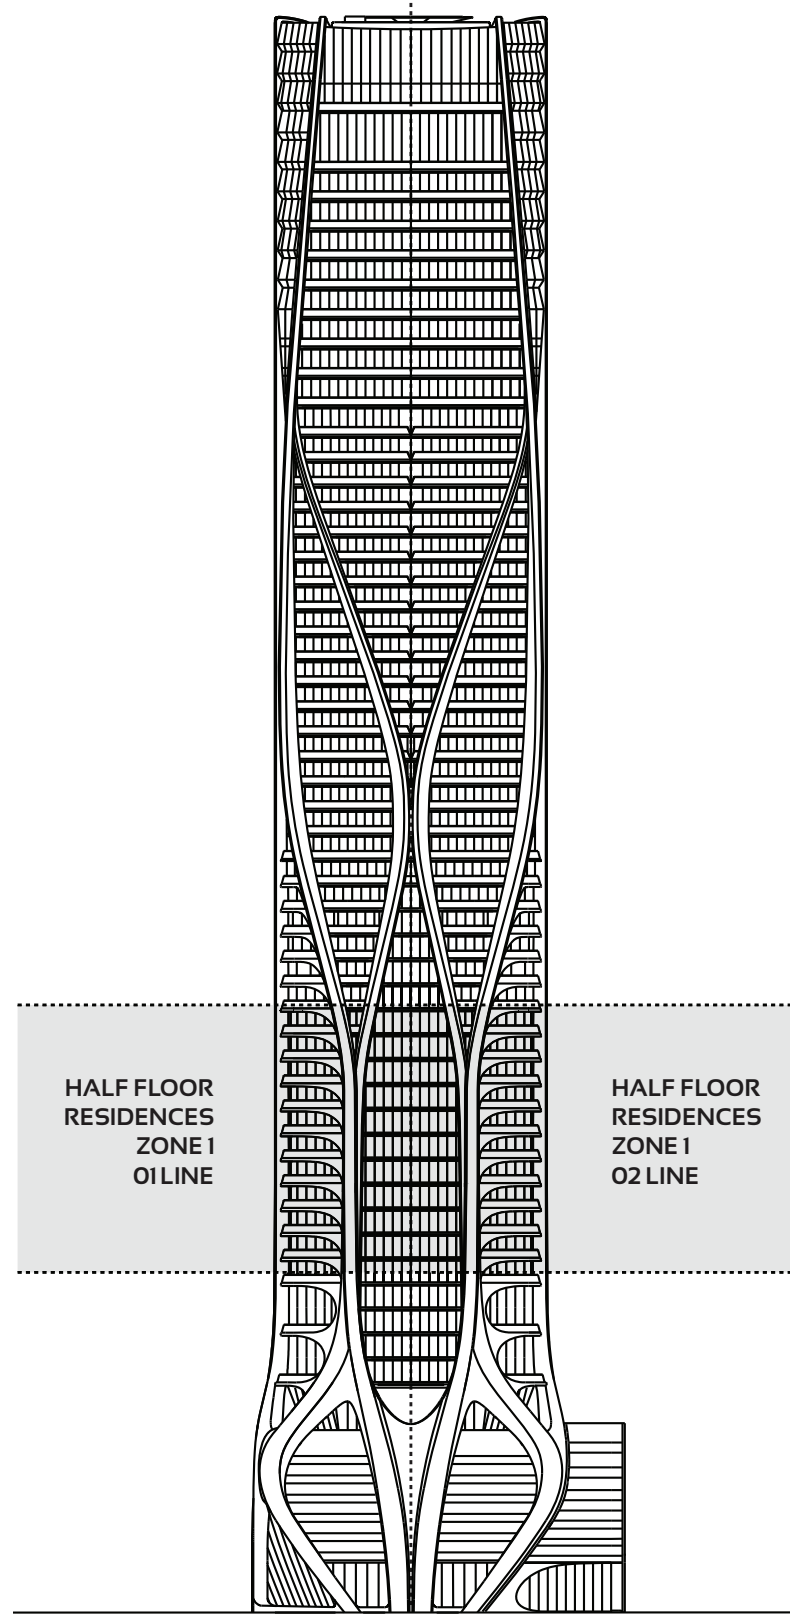 HALF FLOOR
RESIDENCES
ZONE 1
01 LINE
HALF FLOOR
RESIDENCES
ZONE 1
02 LINE